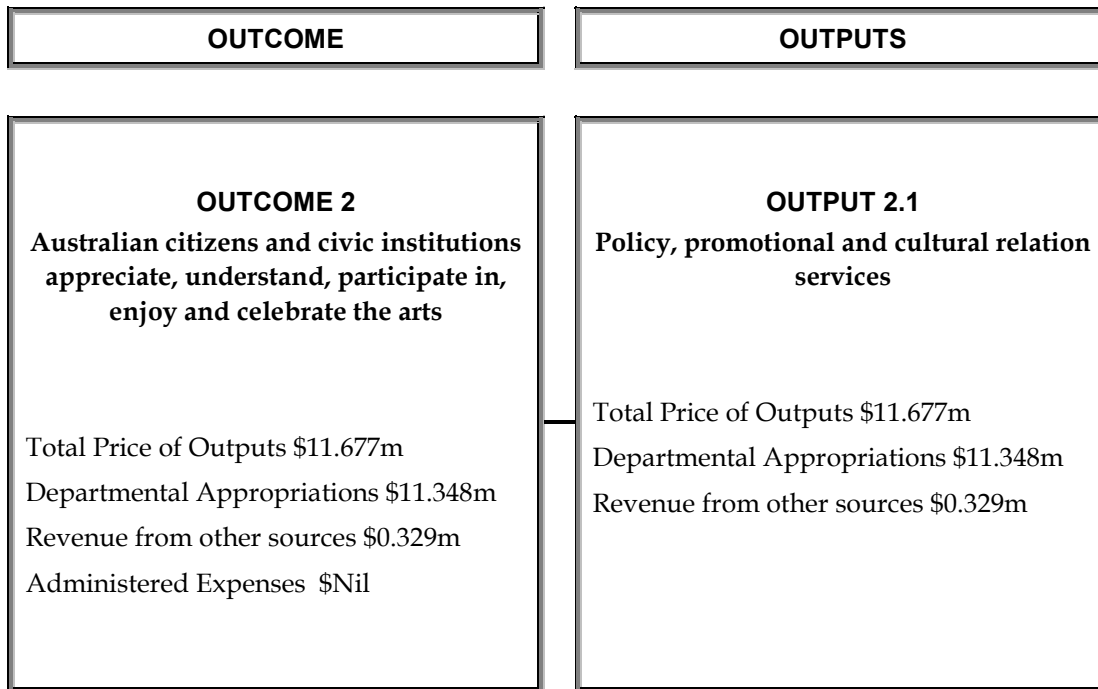 OUTCOME
OUTPUTS
OUTCOME 2
Australian citizens and civic institutions
appreciate, understand, participate in,
enjoy and celebrate the arts
Total Price of Outputs $11.677m
Departmental Appropriations $11.348m
Revenue from other sources $0.329m
Administered Expenses $Nil
OUTPUT 2.1
Policy, promotional and cultural relation
services
Total Price of Outputs $11.677m
Departmental Appropriations $11.348m
Revenue from other sources $0.329m